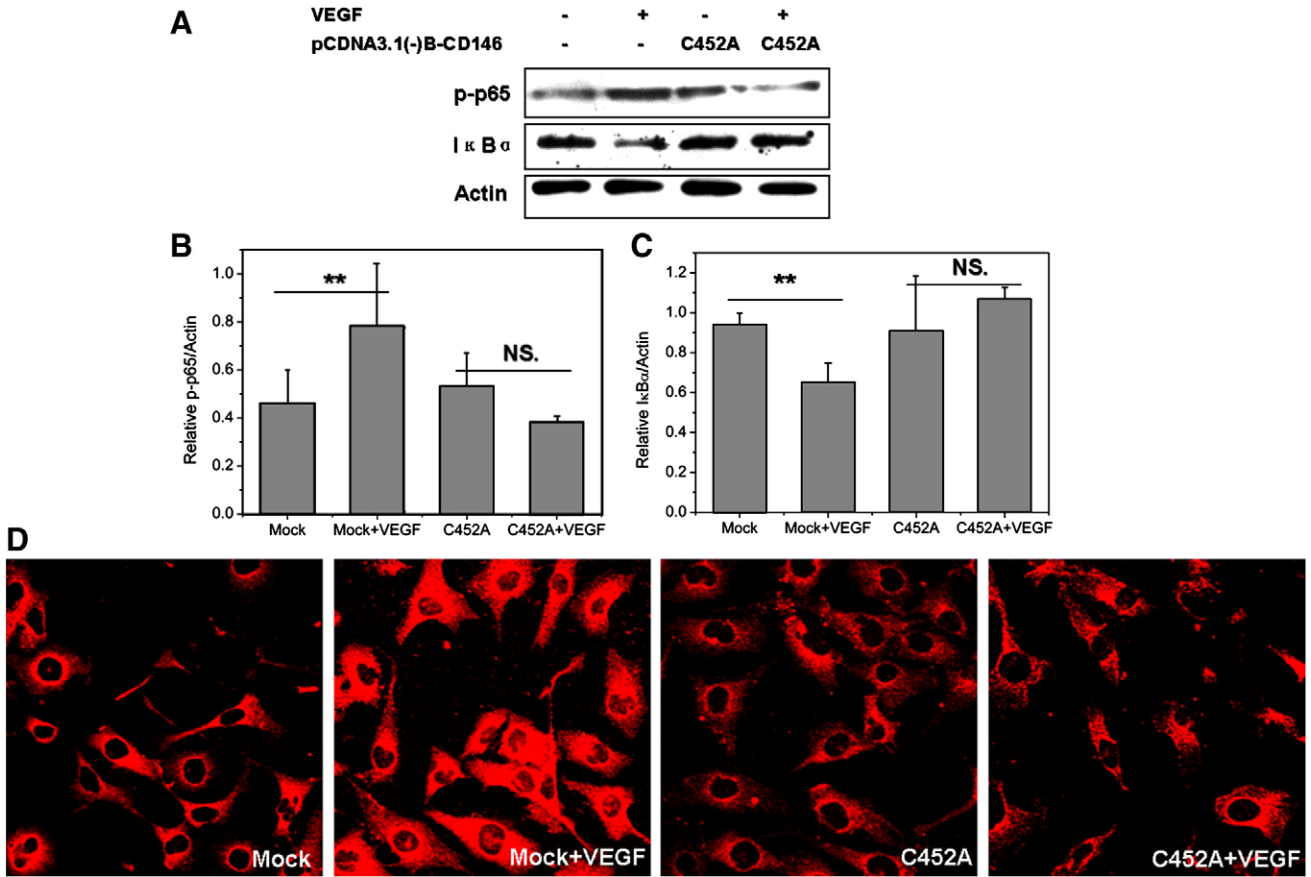 A
VEGF - + - +
pCDNA3.1(-)B-CD146 - - C452A C452A
p-p65
IκBα
Actin
B
Relative p-p65/Actin
1.0
0.8
0.6
0.4
0.2
0.0
**
NS.
Mock Mock+VEGF C452A C452A+VEGF
C
Relative IκBα/Actin
1.2
1.0
0.8
0.6
0.4
0.2
0.0
**
NS.
Mock Mock+VEGF C452A C452A+VEGF
D
Mock
Mock+VEGF
C452A
C452A+VEGF